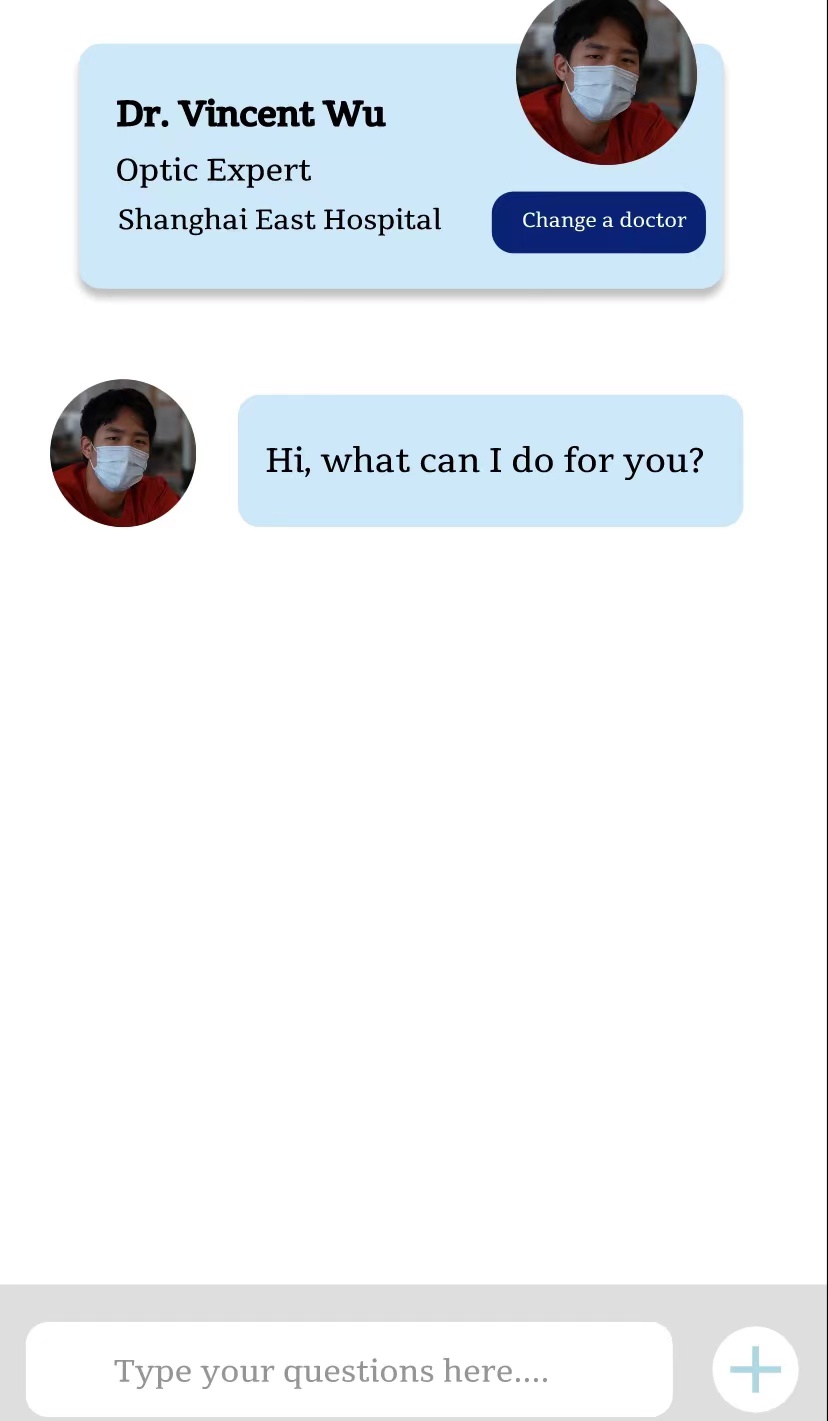 Dr. Vincent Wu
Optic Expert
Shanghai East Hospital
Change a doctor
Hi, what can I do for you?
Type your questions here....